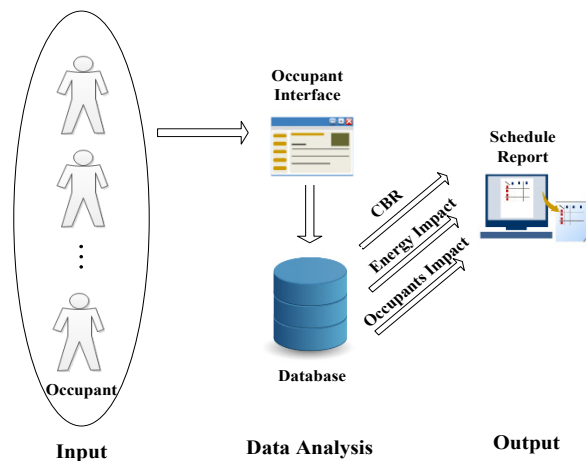 Occupant
Interface
Schedule
Report
CBR
Energy Impact
Occupants Impact
Database
Occupant
Input
Data Analysis
Output